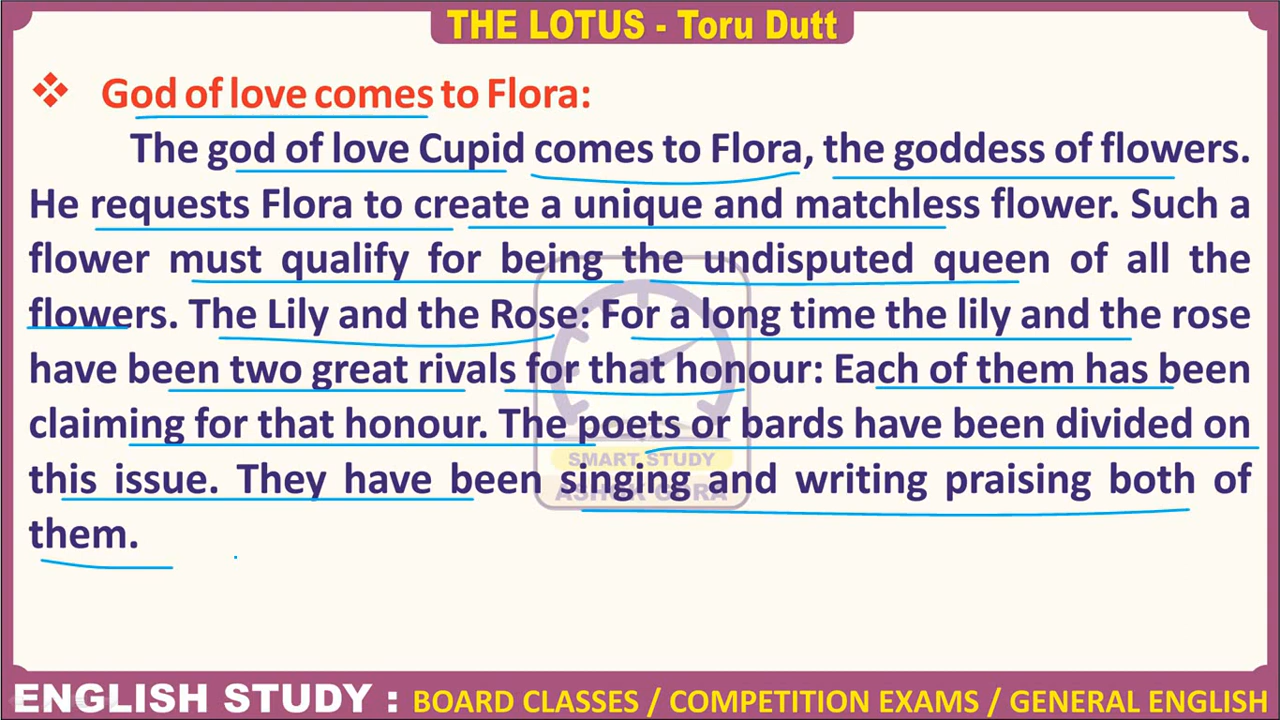 THE LOTUS - Toru Dutt
❖ God of love comes to Flora:
The god of love Cupid comes to Flora, the goddess of flowers.
He requests Flora to create a unique and matchless flower. Such a
flower must qualify for being the undisputed queen of all the
flowers. The Lily and the Rose: For a long time the lily and the rose
have been two great rivals for that honour: Each of them has been
claiming for that honour. The poets or bards have been divided on
SMART STUDY
this issue. They have been singing and writing praising both of
ASHOK GORA
them.
ENGLISH STUDY : BOARD CLASSES / COMPETITION EXAMS / GENERAL ENGLISH